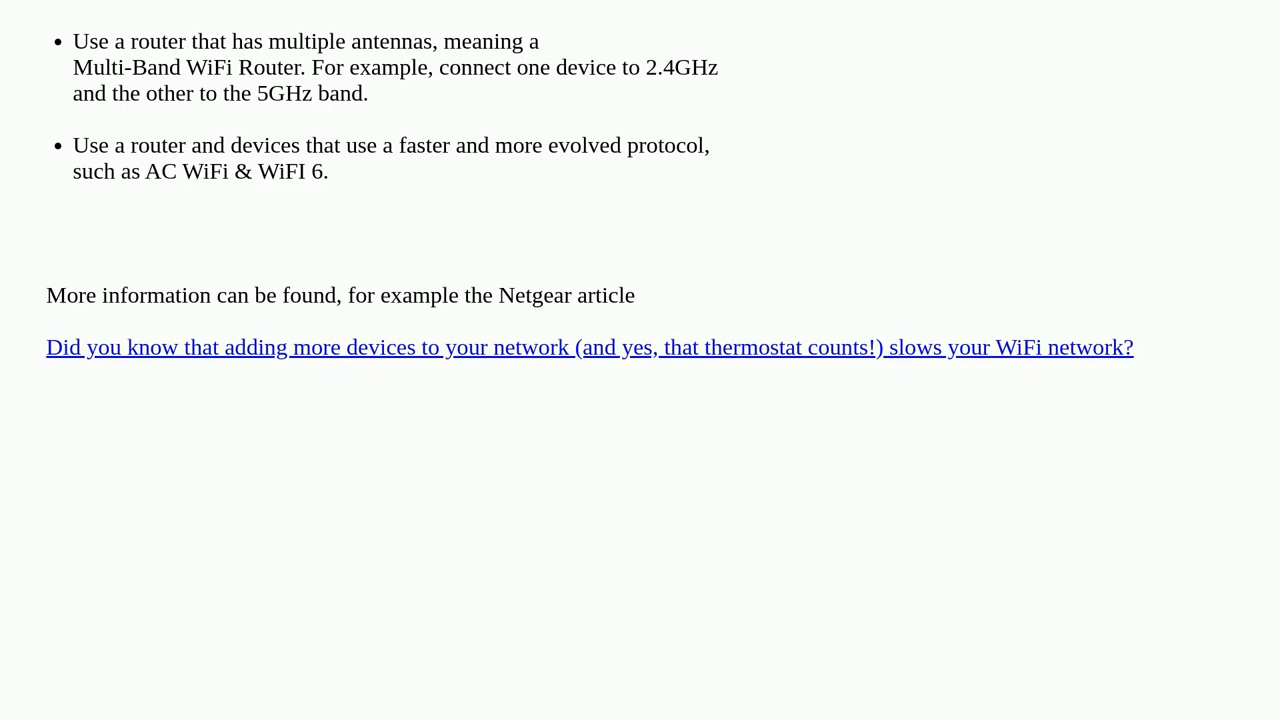 • Use a router that has multiple antennas, meaning a
Multi-Band WiFi Router. For example, connect one device to 2.4GHz
and the other to the 5GHz band.
• Use a router and devices that use a faster and more evolved protocol,
such as AC WiFi & WiFI 6.
More information can be found, for example the Netgear article
Did you know that adding more devices to your network (and yes, that thermostat counts!) slows your WiFi network?